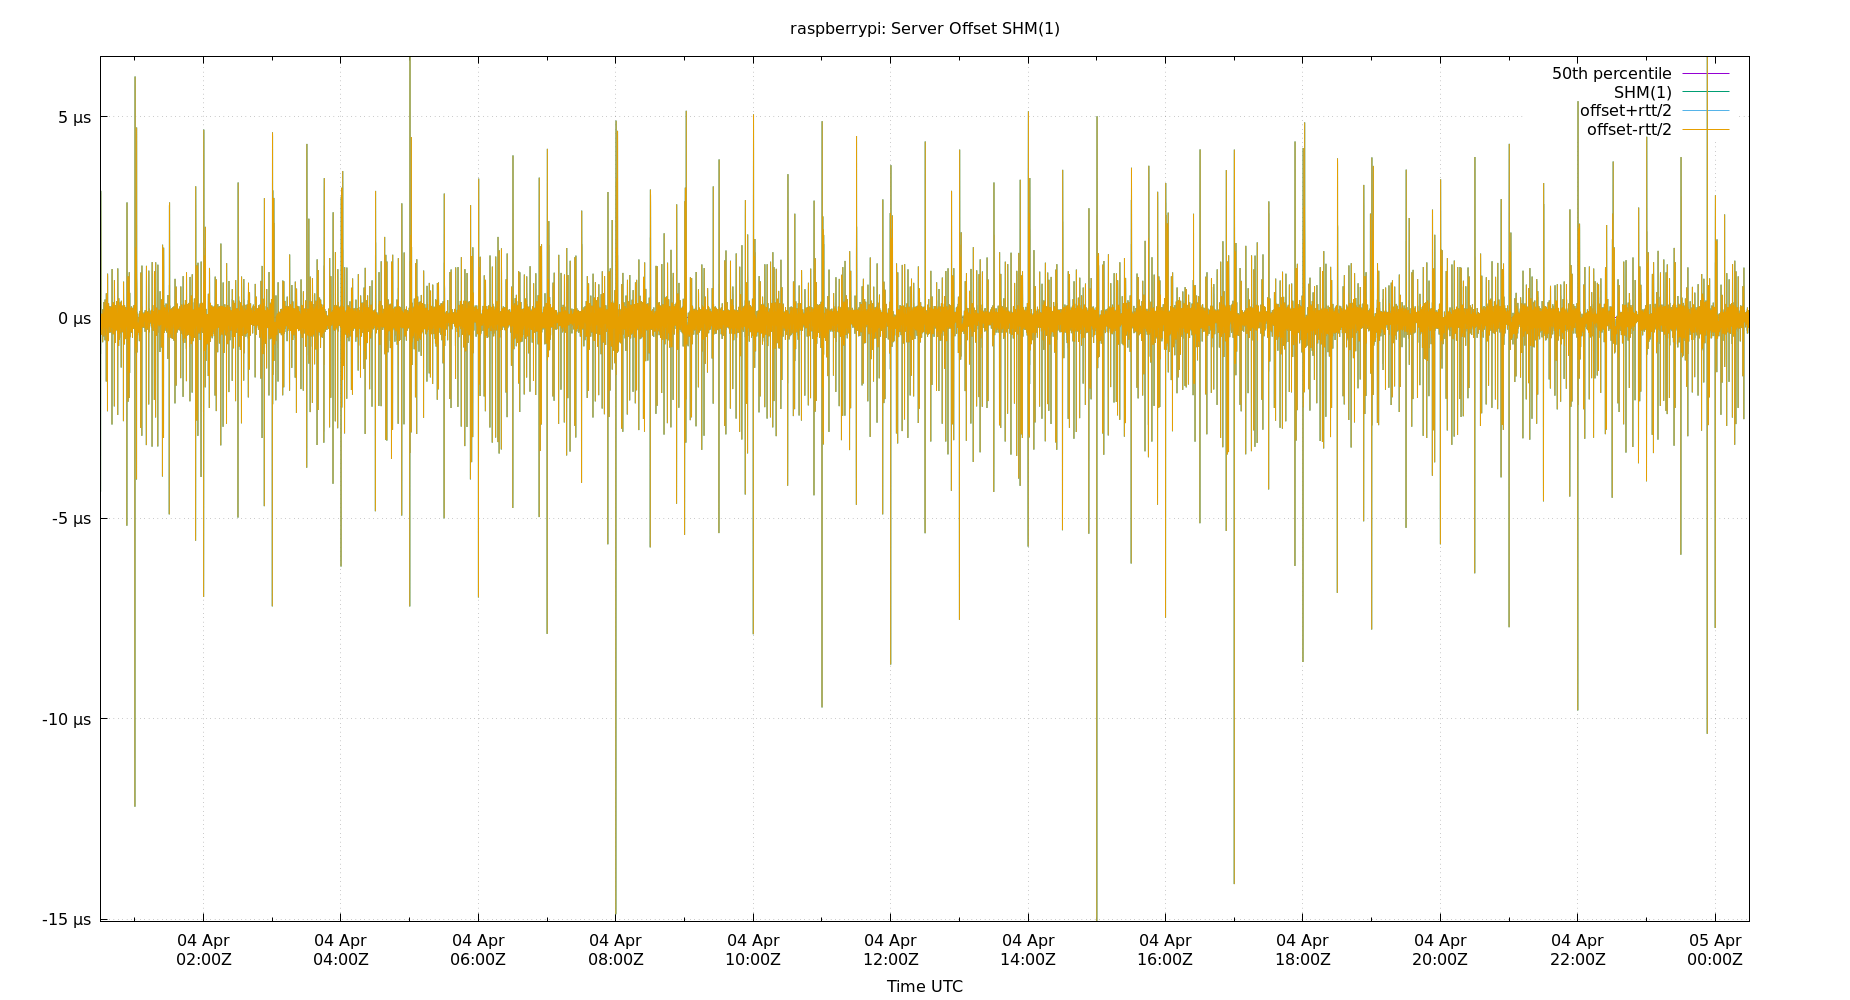 raspberrypi: Server Offset SHM(1)
50th percentile
SHM(1)
offset+rtt/2
offset-rtt/2
5 µs
0 µs
-5 µs
-10 µs
-15 µs
04 Apr 04 Apr 04 Apr 04 Apr 04 Apr 04 Apr 04 Apr 04 Apr 04 Apr 04 Apr 04 Apr 05 Apr
02:00Z 04:00Z 06:00Z 08:00Z 10:00Z 12:00Z 14:00Z 16:00Z 18:00Z 20:00Z 22:00Z 00:00Z
Time UTC